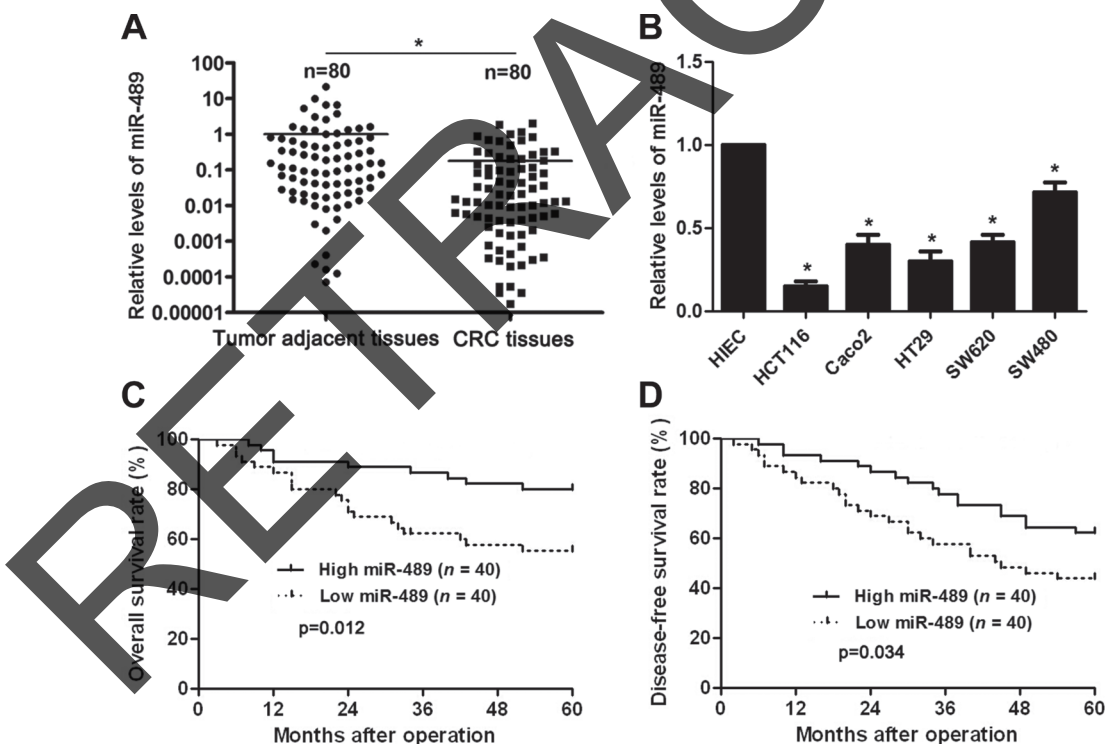 A
*
n=80
n=80
100
10
1
0.1
0.01
0.001
0.0001
0.00001
Relative levels of miR-489
Tumor adjacent tissues
CRC tissues
B
1.5
1.0
0.5
0.0
Relative levels of miR-489
*
*
*
*
*
HIEC
HCT116
Caco2
HT29
SW620
SW480
C
100
80
60
40
20
0
Overall survival rate (%)
High miR-489 (n = 40)
Low miR-489 (n = 40)
p=0.012
0 12 24 36 48 60
Months after operation
D
100
80
60
40
20
0
Disease-free survival rate (%)
High miR-489 (n = 40)
Low miR-489 (n = 40)
p=0.034
0 12 24 36 48 60
Months after operation
RETRAC